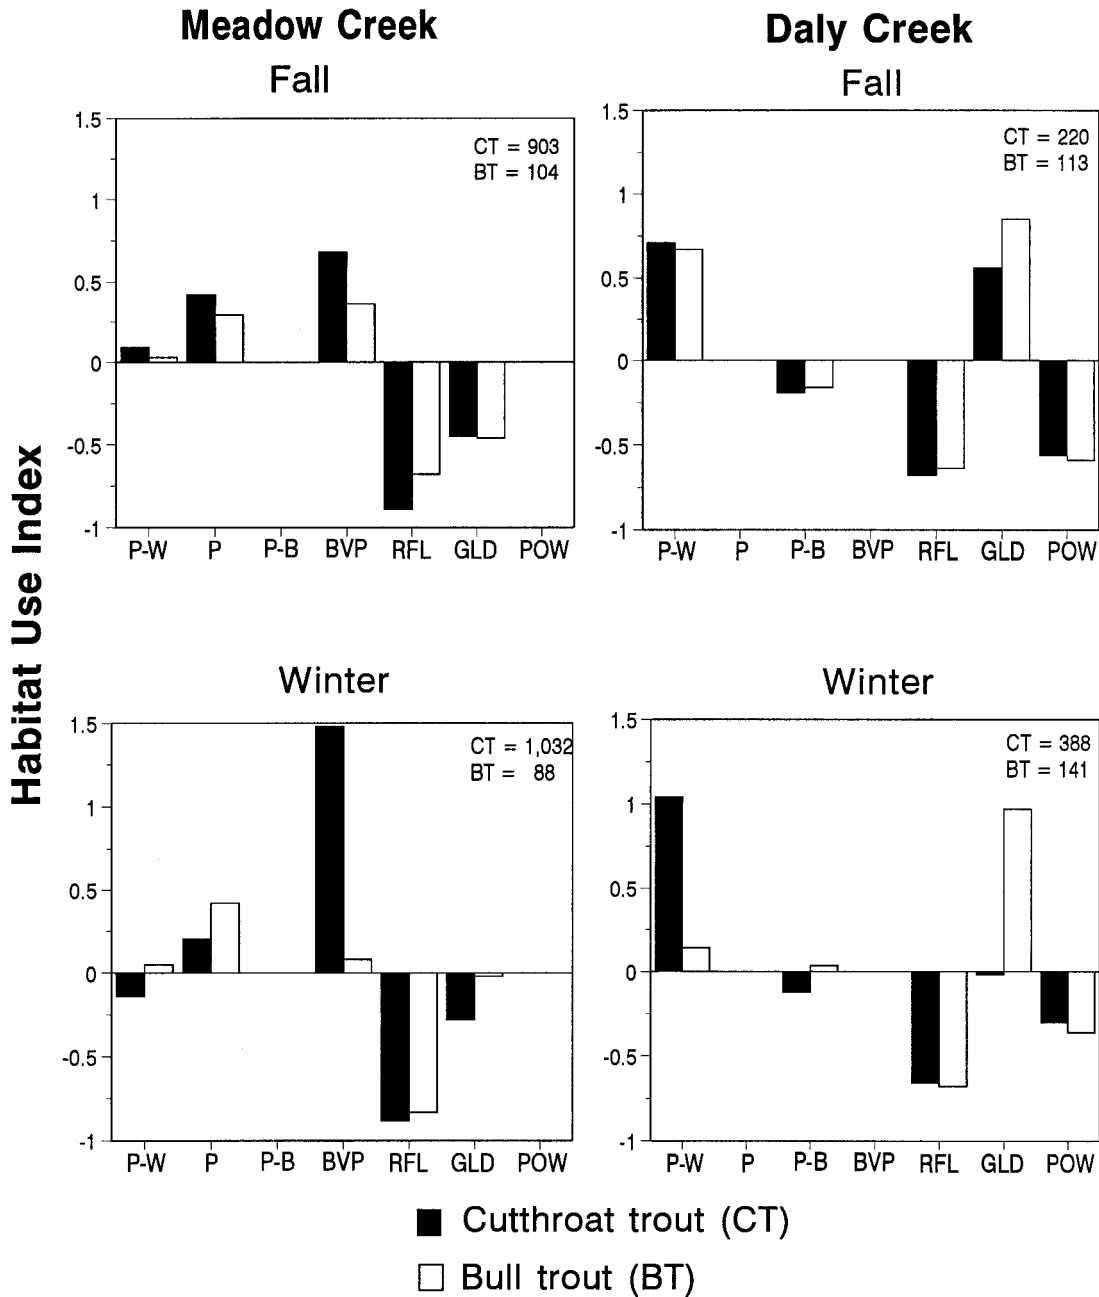 Meadow Creek
Fall
CT = 903
BT = 104
1.5
1
0.5
0
-0.5
-1
P-W P P-B BVP RFL GLD POW
Daly Creek
Fall
CT = 220
BT = 113
1.5
1
0.5
0
-0.5
-1
P-W P P-B BVP RFL GLD POW
Habitat Use Index
Winter
CT = 1,032
BT = 88
1.5
1
0.5
0
-0.5
-1
P-W P P-B BVP RFL GLD POW
Winter
CT = 388
BT = 141
1.5
1
0.5
0
-0.5
-1
P-W P P-B BVP RFL GLD POW
Cutthroat trout (CT)
Bull trout (BT)